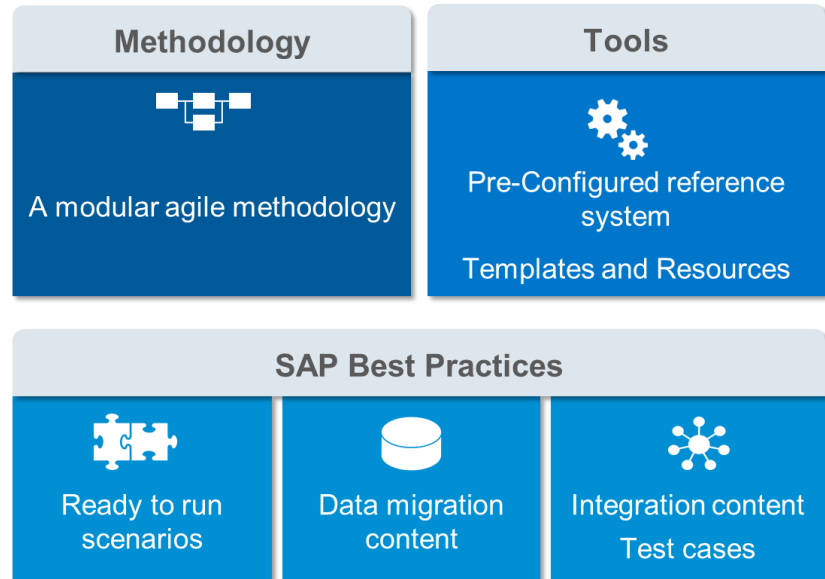 Methodology
A modular agile methodology
Tools
Pre-Configured reference
system
Templates and Resources
SAP Best Practices
Ready to run
scenarios
Data migration
content
Integration content
Test cases